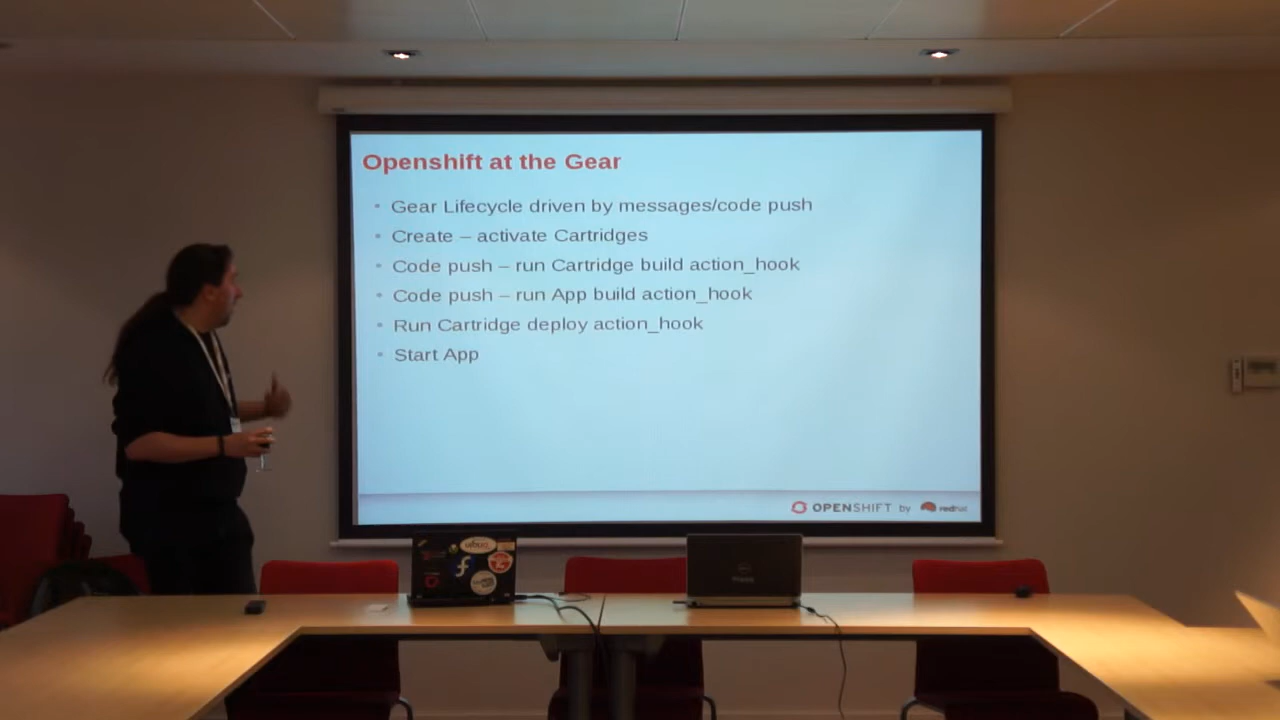 Openshift at the Gear
Gear Lifecycle driven by messages/code push
Create – activate Cartridges
Code push – run Cartridge build action_hook
Code push – run App build action_hook
Run Cartridge deploy action_hook
Start App
OPENSHIFT by redhat